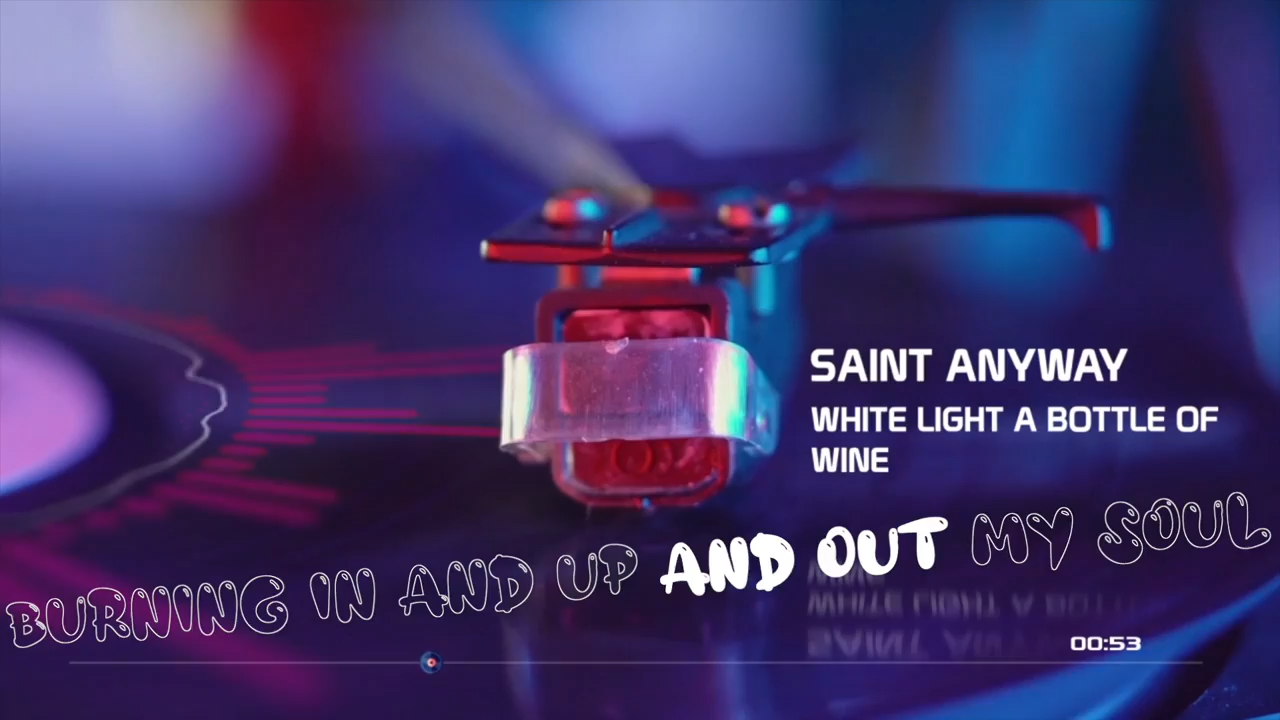 SAINT ANYWAY
WHITE LIGHT A BOTTLE OF
WINE
BURNING IN AND UP AND OUT MY SOUL
00:53